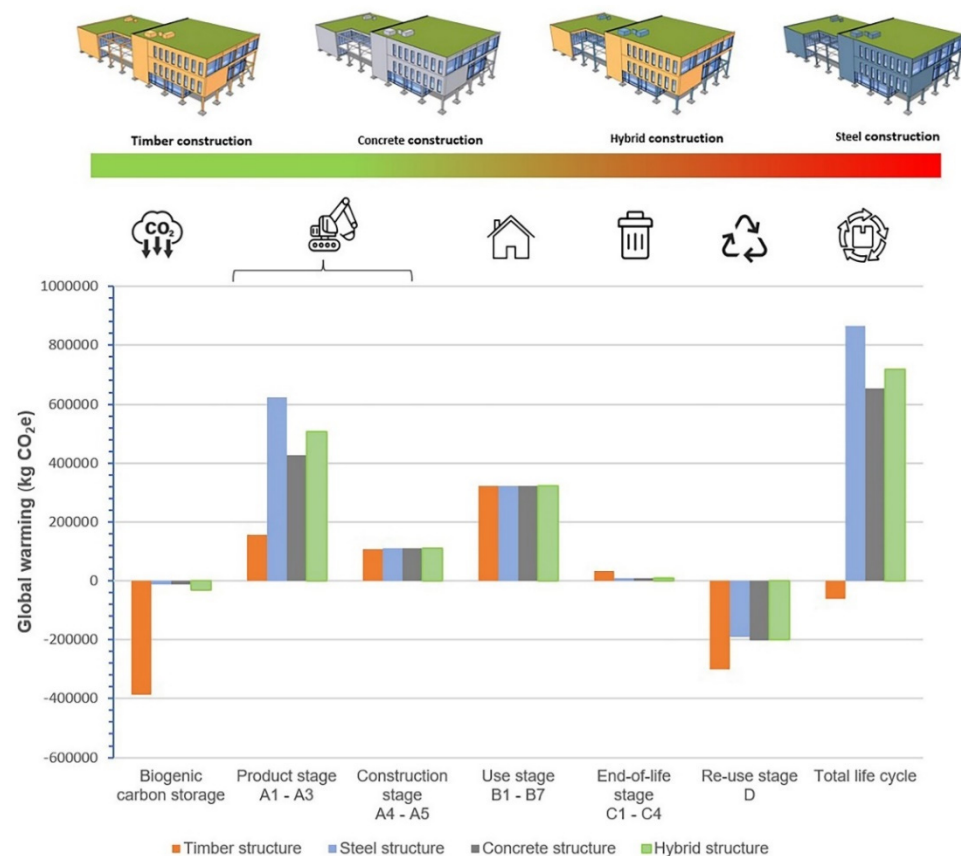 Timber construction
Concrete construction
Hybrid construction
Steel construction
CO₂
1000000
800000
600000
400000
200000
0
-200000
-400000
-600000
Global warming (kg CO₂e)
Biogenic
carbon storage
Product stage
A1 - A3
Construction
stage
A4 - A5
Use stage
B1 - B7
End-of-life
stage
C1 - C4
Re-use stage
D
Total life cycle
Timber structure
Steel structure
Concrete structure
Hybrid structure